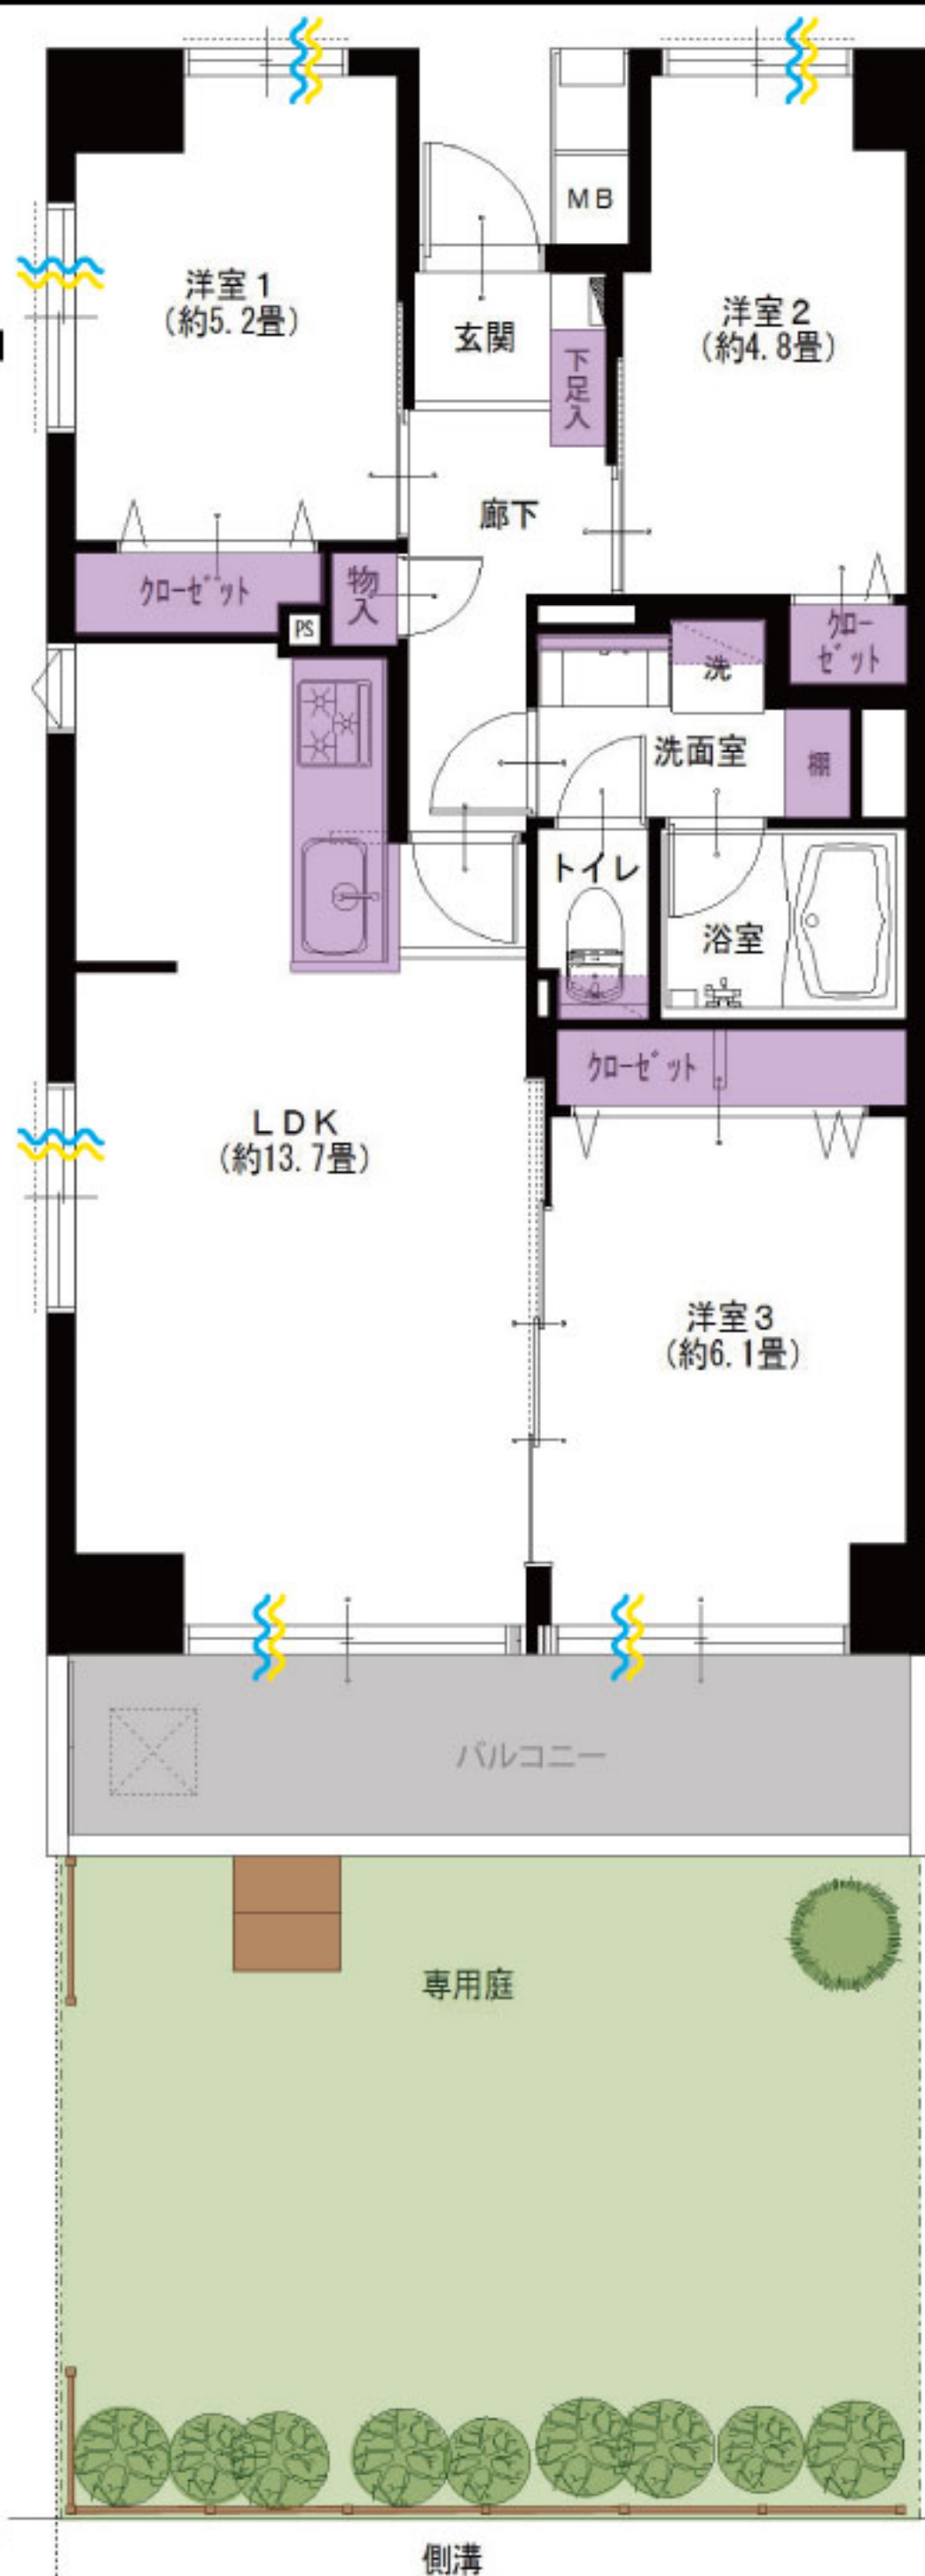 MB
洋室1
(約5.2畳)
洋室2
(約4.8畳)
玄関
下足入
廊下
クローゼット
物入
PS
クローゼット
洗
洗面室
棚
トイレ
浴室
クローゼット
LDK
(約13.7畳)
洋室3
(約6.1畳)
バルコニー
専用庭
側溝